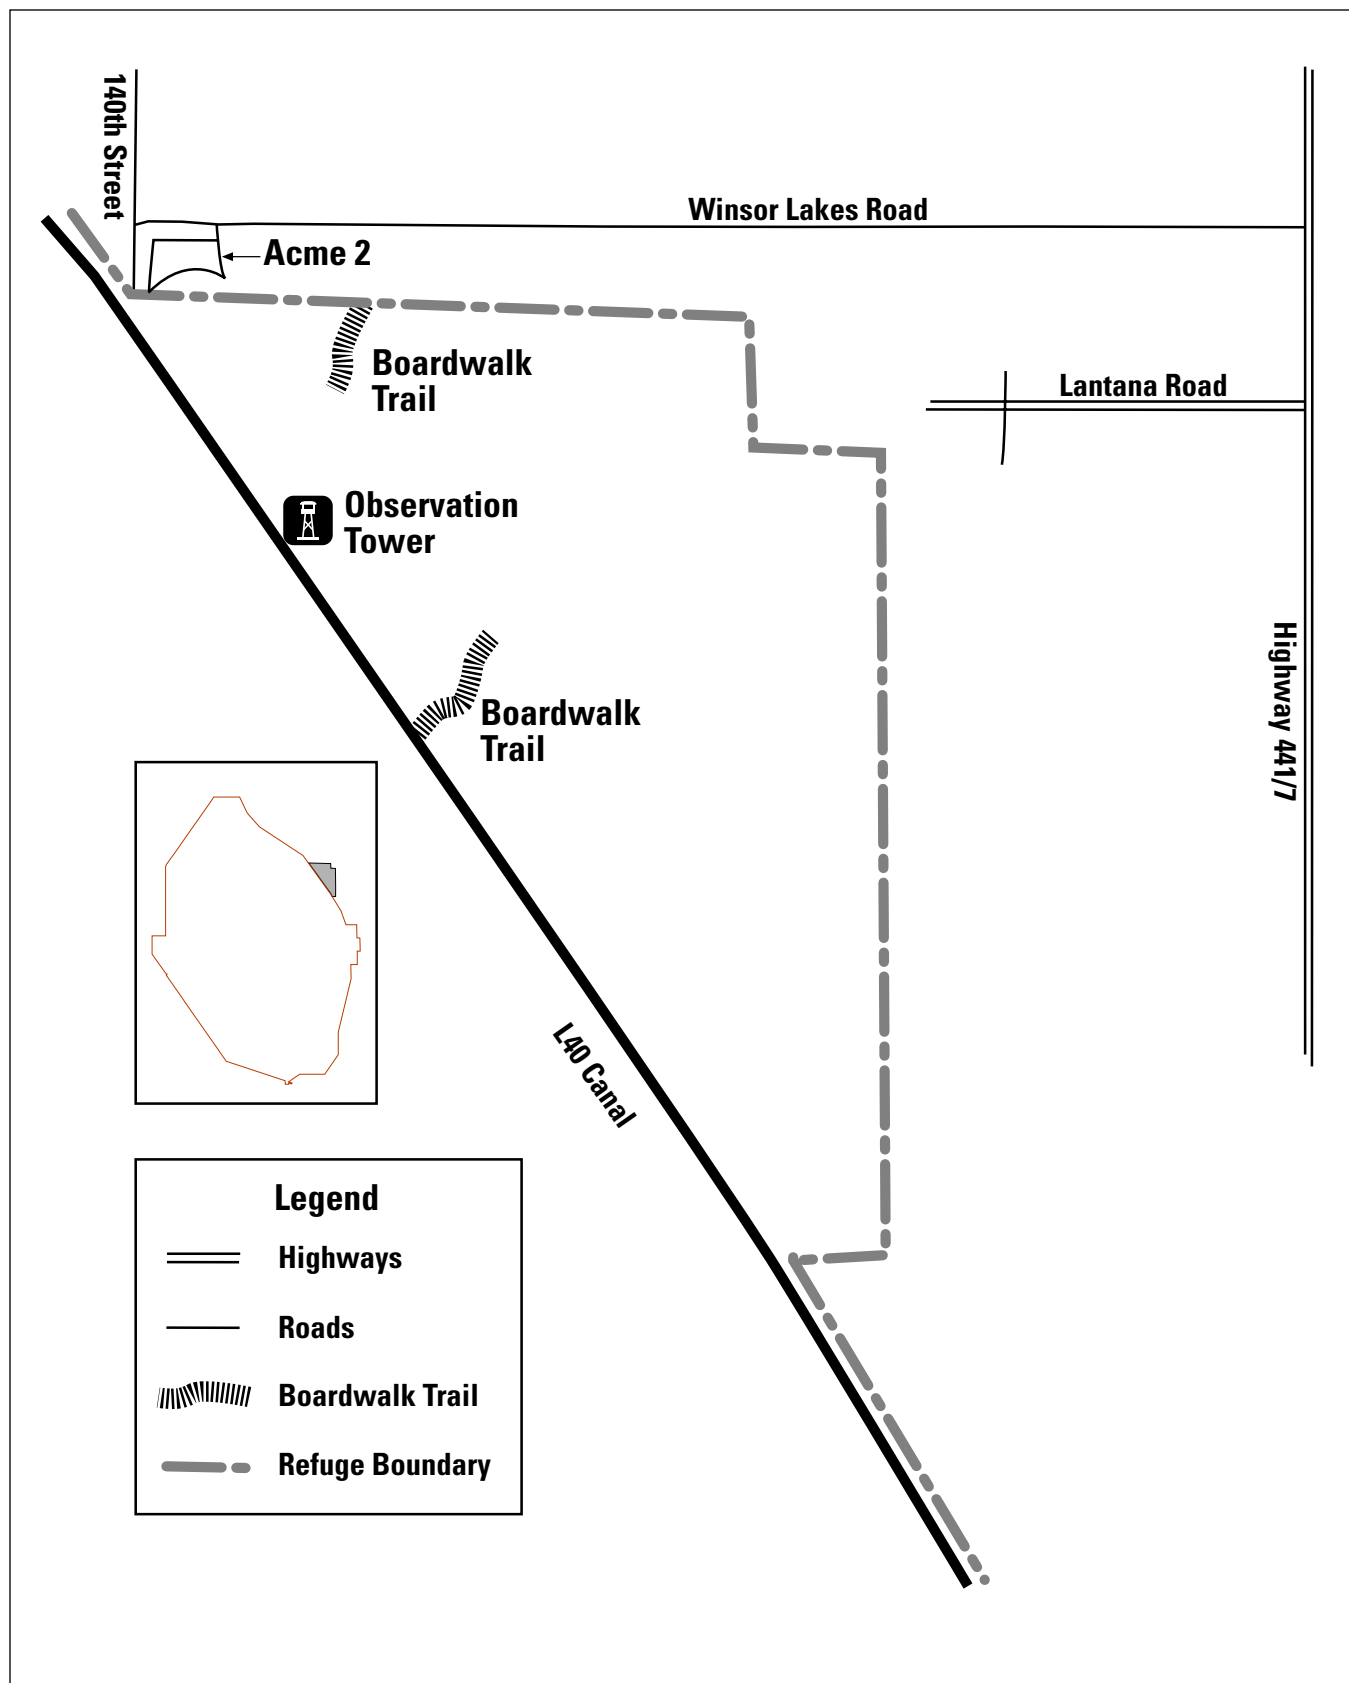 140th Street
Winsor Lakes Road
Acme 2
Boardwalk
Trail
Lantana Road
Observation
Tower
Highway 441/7
Boardwalk
Trail
L40 Canal
Legend
Highways
Roads
Boardwalk Trail
Refuge Boundary